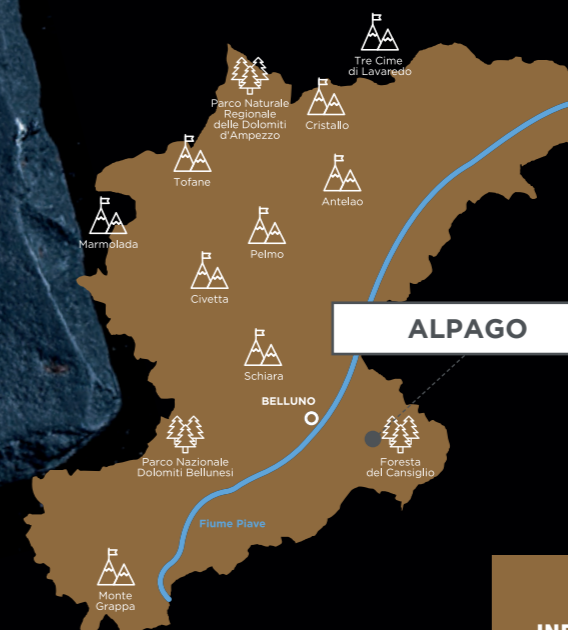 Tre Cime
di Lavaredo
Parco Naturale
Regionale
delle Dolomiti
d'Ampezzo
Cristallo
Tofane
Antelao
Marmolada
Pelmo
Civetta
ALPAGO
Schiara
BELLUNO
Parco Nazionale
Dolomiti Bellunesi
Foresta
del Cansiglio
Fiume Piave
Monte
Grappa